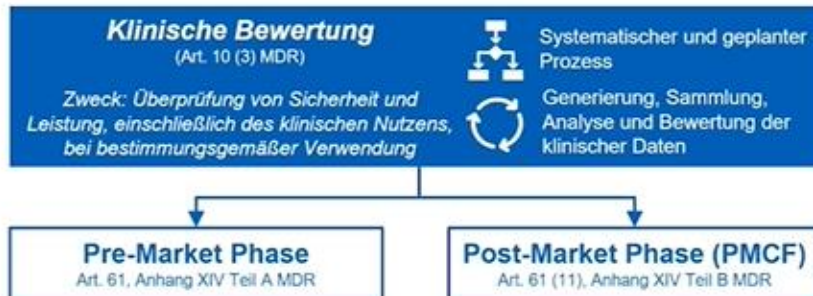 Klinische Bewertung
(Art. 10 (3) MDR)
Zweck: Überprüfung von Sicherheit und
Leistung, einschließlich des klinischen Nutzens,
bei bestimmungsgemäßer Verwendung
Systematischer und geplanter
Prozess
Generierung, Sammlung,
Analyse und Bewertung der
klinischer Daten
Pre-Market Phase
Art. 61, Anhang XIV Teil A MDR
Post-Market Phase (PMCF)
Art. 61 (11), Anhang XIV Teil B MDR